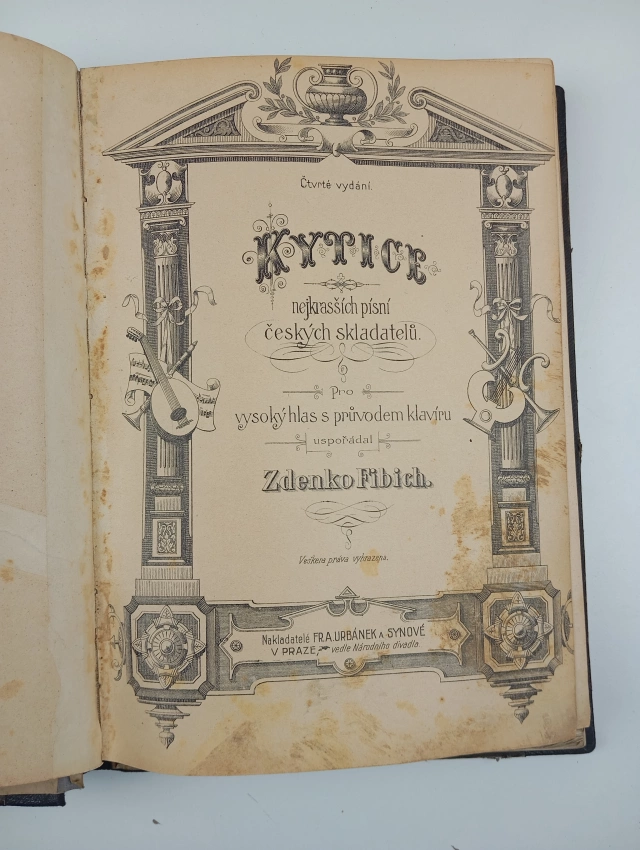 Čtvrté vydání.
KYTICE
nejkrasších písní
českých skladatelů.
Pro
vysoký hlas s průvodem klavíru
uspořádal
Zdenko Fibich.
Veškera práva vyhrazena.
Nakladatelé FR. A. URBÁNEK A SYNOVÉ
V PRAZE, vedle Národního divadla.